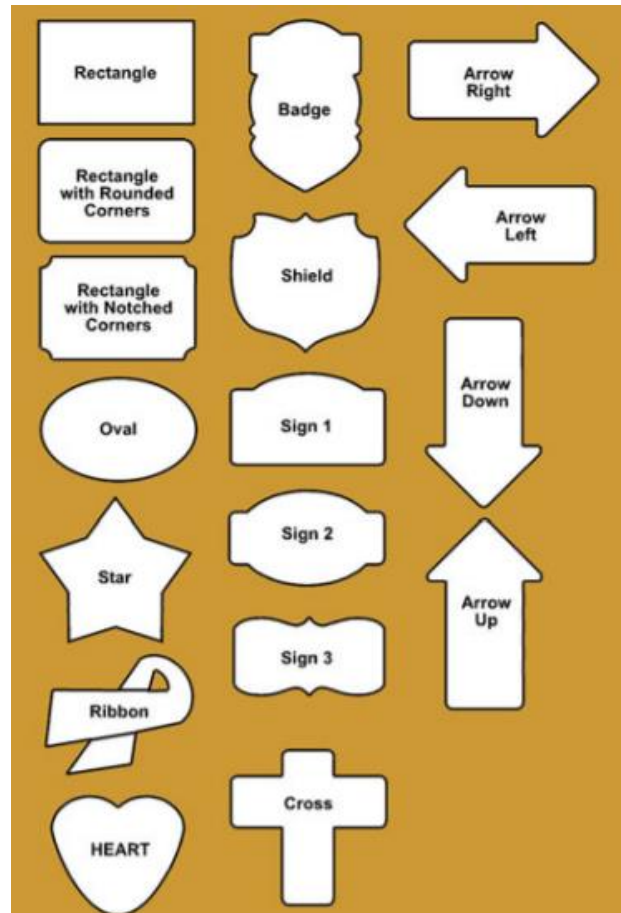 Rectangle
Rectangle
with Rounded
Corners
Rectangle
with Notched
Corners
Oval
Star
Ribbon
HEART
Badge
Shield
Sign 1
Sign 2
Sign 3
Cross
Arrow
Right
Arrow
Left
Arrow
Down
Arrow
Up